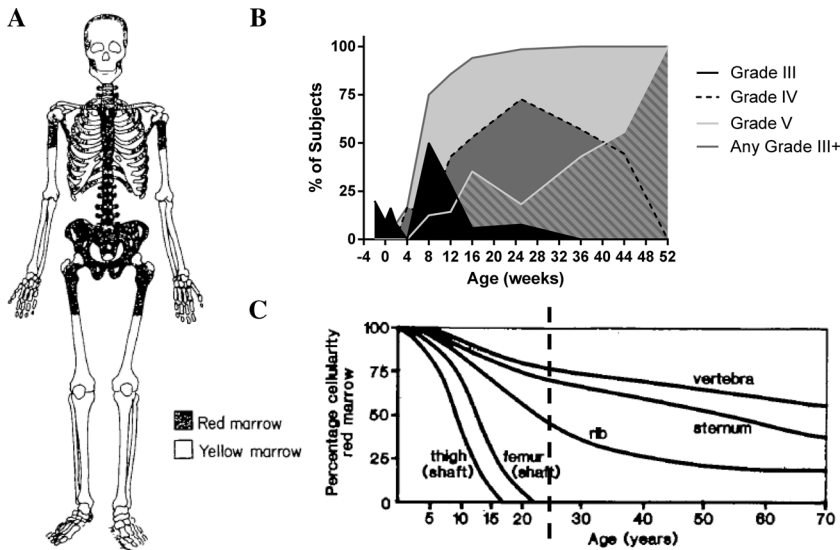 A
Red marrow
Yellow marrow
B
% of Subjects
100
75
50
25
0
-4 0 4 8 12 16 20 24 28 32 36 40 44 48 52
Age (weeks)
Grade III
Grade IV
Grade V
Any Grade III+
C
Percentage cellularity
red marrow
100
75
50
25
0
vertebra
sternum
rib
thigh
(shaft)
femur
(shaft)
5 10 15 20 30 40 50 60 70
Age (years)